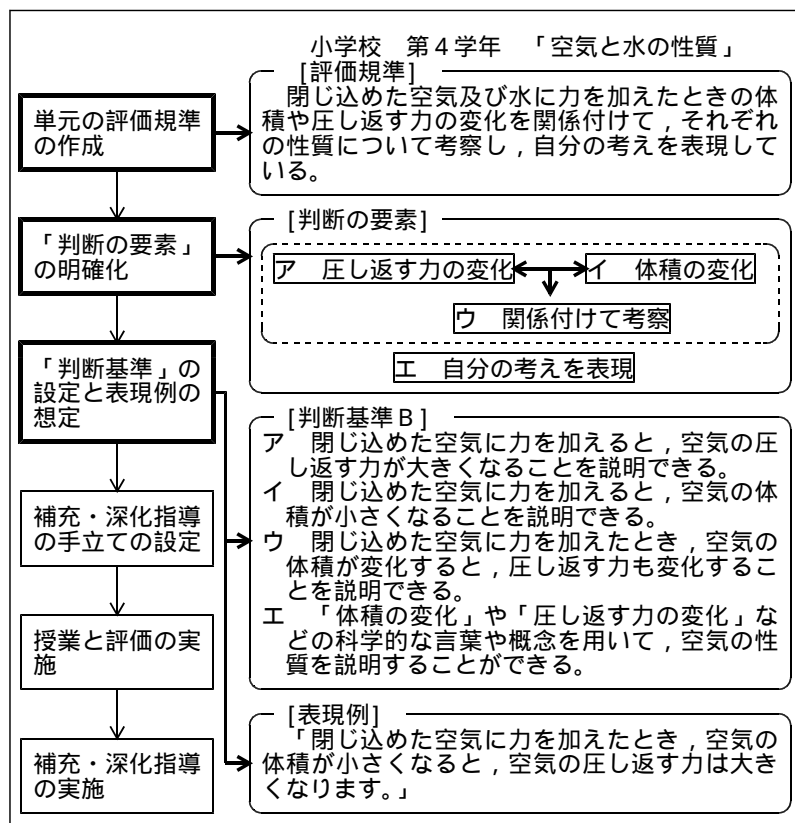 小学校　第４学年　「空気と水の性質」
単元の評価規準
の作成
[評価規準]
閉じ込めた空気及び水に力を加えたときの体
積や圧し返す力の変化を関係付けて，それぞれ
の性質について考察し，自分の考えを表現して
いる。
「判断の要素」
の明確化
[判断の要素]
ア　圧し返す力の変化
イ　体積の変化
ウ　関係付けて考察
エ　自分の考えを表現
「判断基準」の
設定と表現例の
想定
[判断基準Ｂ]
ア　閉じ込めた空気に力を加えると，空気の圧
し返す力が大きくなることを説明できる。
イ　閉じ込めた空気に力を加えると，空気の体
積が小さくなることを説明できる。
ウ　閉じ込めた空気に力を加えたとき，空気の
体積が変化すると，圧し返す力も変化するこ
とを説明できる。
エ　「体積の変化」や「圧し返す力の変化」な
どの科学的な言葉や概念を用いて，空気の性
質を説明することができる。
[表現例]
「閉じ込めた空気に力を加えたとき，空気の
体積が小さくなると，空気の圧し返す力は大き
くなります。」
補充・深化指導
の手立ての設定
授業と評価の実
施
補充・深化指導
の実施